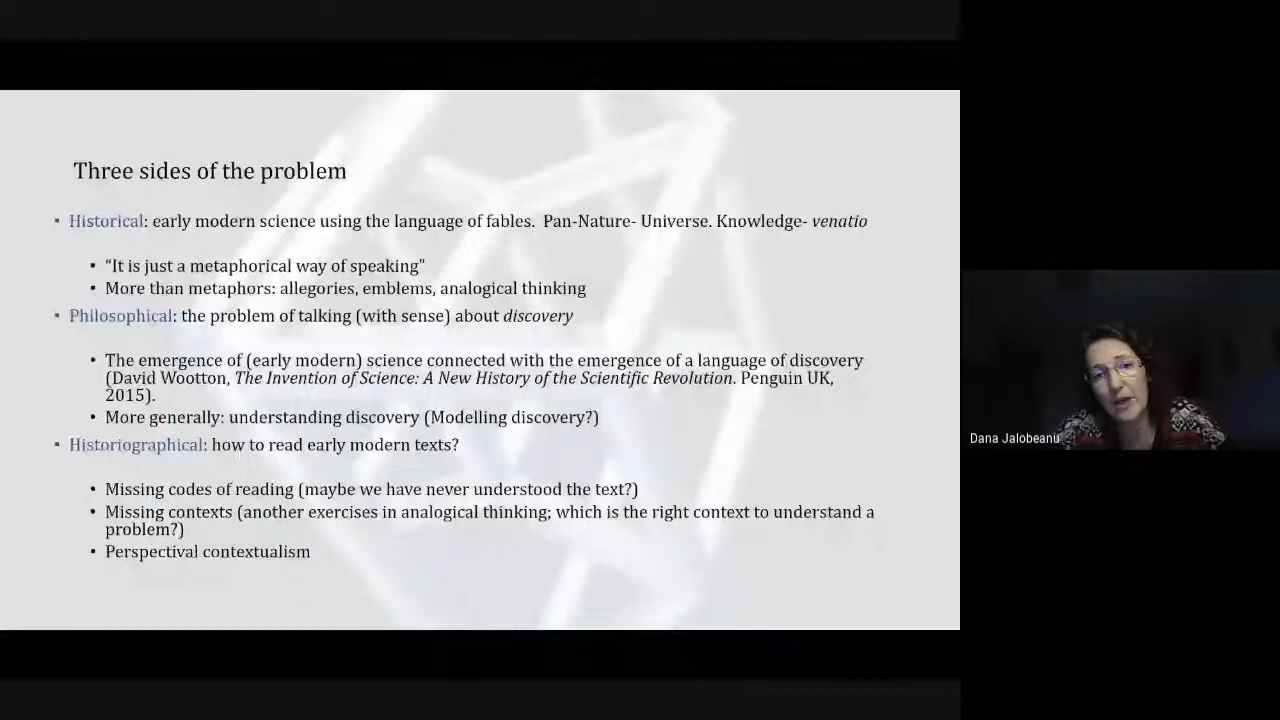 Three sides of the problem
• Historical: early modern science using the language of fables. Pan-Nature- Universe. Knowledge- venatio
• “It is just a metaphorical way of speaking”
• More than metaphors: allegories, emblems, analogical thinking
• Philosophical: the problem of talking (with sense) about discovery
• The emergence of (early modern) science connected with the emergence of a language of discovery
(David Wootton, The Invention of Science: A New History of the Scientific Revolution. Penguin UK,
2015).
• More generally: understanding discovery (Modelling discovery?)
• Historiographical: how to read early modern texts?
• Missing codes of reading (maybe we have never understood the text?)
• Missing contexts (another exercises in analogical thinking; which is the right context to understand a
problem?)
• Perspectival contextualism
Dana Jalobeanu